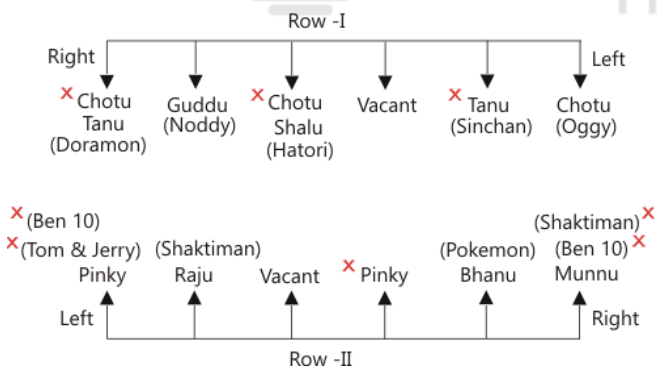 Row -I
Right
Left
× Chotu Guddu × Chotu Vacant × Tanu Chotu
Tanu (Noddy) Shalu (Sinchan) (Oggy)
(Doramon) (Hatori)
× (Ben 10) (Shaktiman) ×
× (Tom & Jerry) (Shaktiman) (Pokemon) (Ben 10) ×
Pinky Raju Vacant × Pinky Bhanu Munnu
Left
Right
Row -II